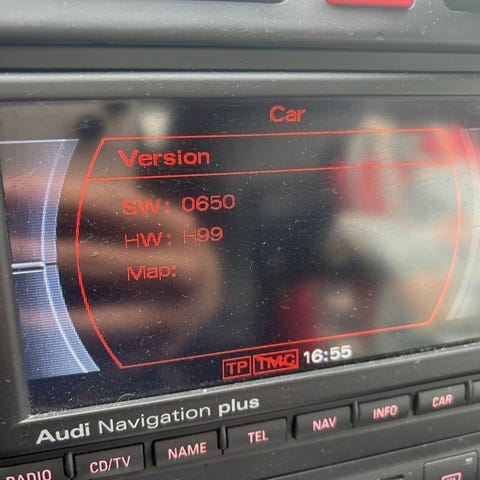 Car
Version
SW: 0650
HW: H99
Map:
TP TMC 16:55
Audi Navigation plus
RADIO CD/TV NAME TEL NAV INFO CAR